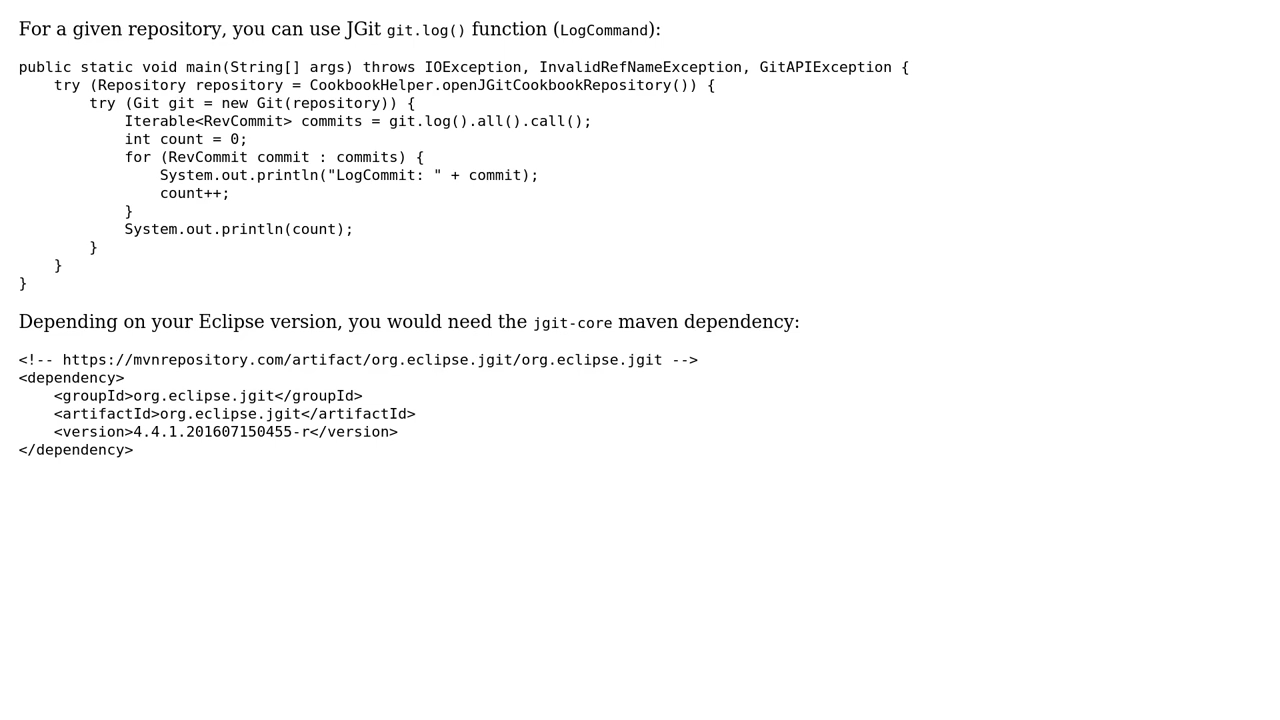 For a given repository, you can use JGit git.log() function (LogCommand):
public static void main(String[] args) throws IOException, InvalidRefNameException, GitAPIException {
    try (Repository repository = CookbookHelper.openJGitCookbookRepository()) {
        try (Git git = new Git(repository)) {
            Iterable<RevCommit> commits = git.log().all().call();
            int count = 0;
            for (RevCommit commit : commits) {
                System.out.println("LogCommit: " + commit);
                count++;
            }
            System.out.println(count);
        }
    }
}
Depending on your Eclipse version, you would need the jgit-core maven dependency:
<!-- https://mvnrepository.com/artifact/org.eclipse.jgit/org.eclipse.jgit -->
<dependency>
    <groupId>org.eclipse.jgit</groupId>
    <artifactId>org.eclipse.jgit</artifactId>
    <version>4.4.1.201607150455-r</version>
</dependency>